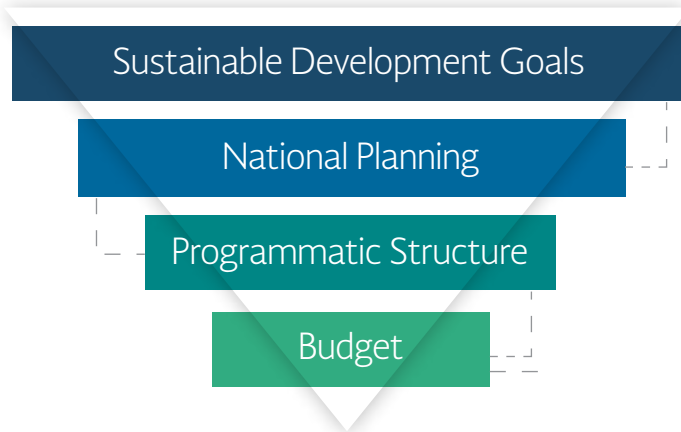 Sustainable Development Goals
National Planning
Programmatic Structure
Budget